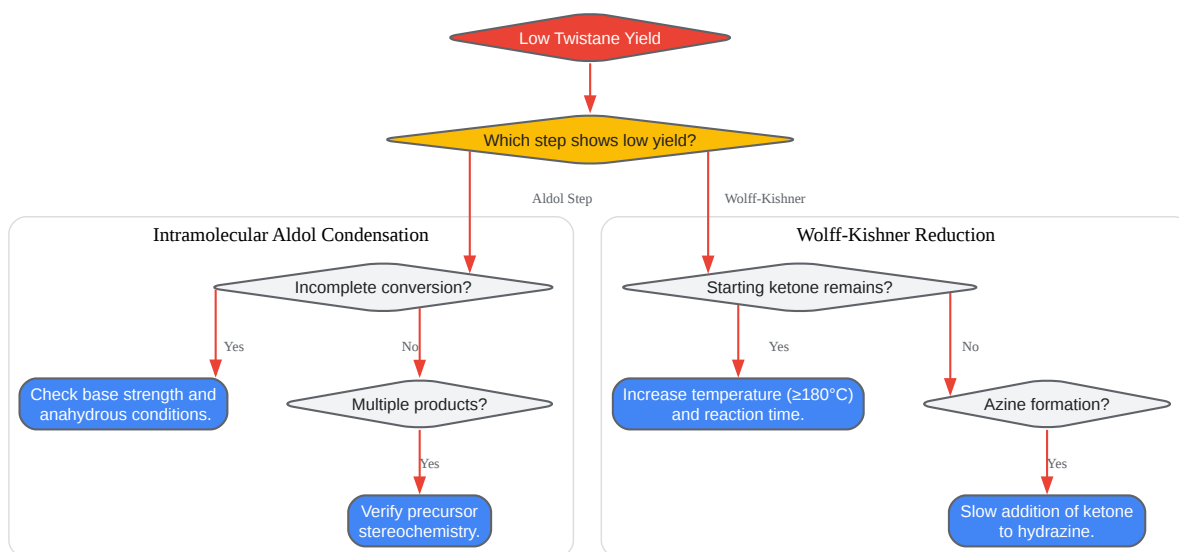 Low Twistane Yield
Which step shows low yield?
Aldol Step
Wolff-Kishner
Intramolecular Aldol Condensation
Wolff-Kishner Reduction
Incomplete conversion?
Starting ketone remains?
Yes
No
Yes
No
Check base strength and
anhydrous conditions.
Multiple products?
Increase temperature (≥180°C)
and reaction time.
Azine formation?
Yes
Yes
Verify precursor
stereochemistry.
Slow addition of ketone
to hydrazine.